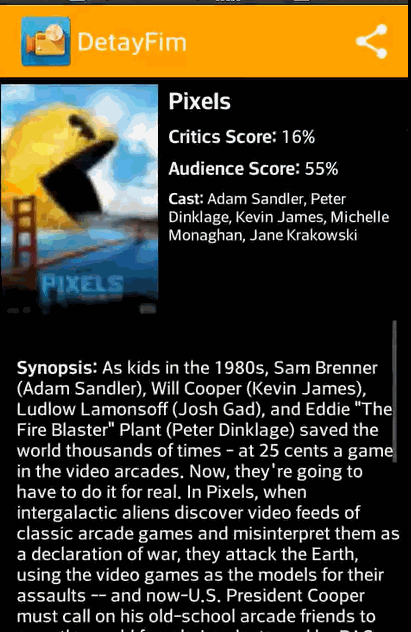 DetayFim
Pixels
Critics Score: 16%
Audience Score: 55%
Cast: Adam Sandler, Peter
Dinklage, Kevin James, Michelle
Monaghan, Jane Krakowski
PIXELS
Synopsis: As kids in the 1980s, Sam Brenner
(Adam Sandler), Will Cooper (Kevin James),
Ludlow Lamonsoff (Josh Gad), and Eddie "The
Fire Blaster" Plant (Peter Dinklage) saved the
world thousands of times - at 25 cents a game
in the video arcades. Now, they're going to
have to do it for real. In Pixels, when
intergalactic aliens discover video feeds of
classic arcade games and misinterpret them as
a declaration of war, they attack the Earth,
using the video games as the models for their
assaults -- and now-U.S. President Cooper
must call on his old-school arcade friends to